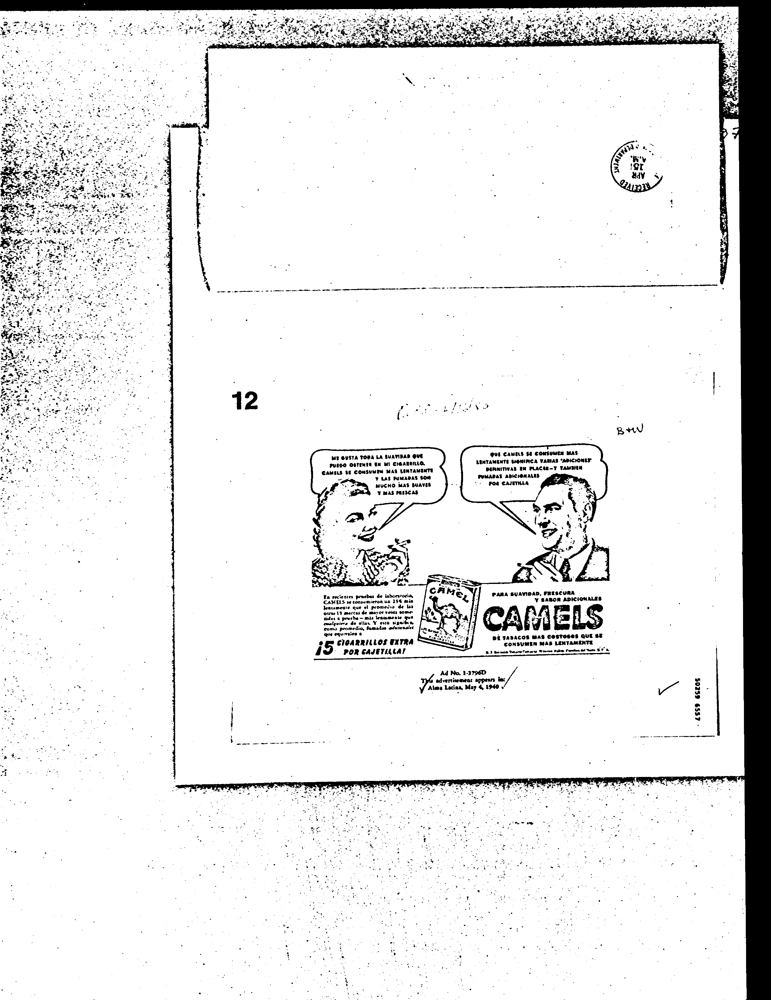 RECEIVED
APR
A.M.
12
B+W
ME GUSTA TODA LA SUAVIDAD QUE
PUEDO OBTENER EN MI CIGARRILLO.
CAMELS SE CONSUMEN MAS LENTAMENTE
Y LAS FUMADAS SON
MUCHO MAS SUAVES
Y MAS FRESCAS
QUE CAMELS SE CONSUMEN MAS
LENTAMENTE SIGNIFICA VARIAS "ADICIONES"
DEFINITIVAS EN PLACER—Y TAMBIEN
FUMADAS ADICIONALES
POR CAJETILLA
En recientes pruebas de laboratorio,
CAMELS se consumieron un 25% más
lentamente que el promedio de las
otras 15 marcas de mayor venta some-
tidas a prueba—más lentamente que
cualquiera de ellas. Y esto significa,
como promedio, fumadas adicionales
que equivalen a
¡5 CIGARRILLOS EXTRA
POR CAJETILLA!
CAMEL
PARA SUAVIDAD, FRESCURA
Y SABOR ADICIONALES
CAMELS
DE TABACOS MAS COSTOSOS QUE SE
CONSUMEN MAS LENTAMENTE
Ad No. 1-3796D
This advertisement appears in:
Alma Latina, May 4, 1940
50259 6557